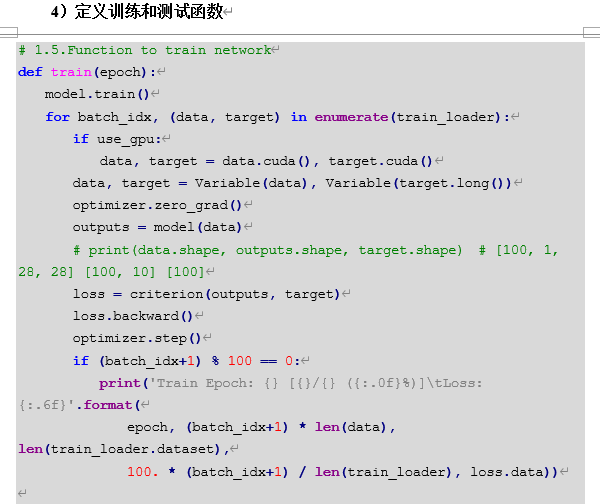 4）定义训练和测试函数
# 1.5.Function to train network
def train(epoch):
model.train()
for batch_idx, (data, target) in enumerate(train_loader):
if use_gpu:
data, target = data.cuda(), target.cuda()
data, target = Variable(data), Variable(target.long())
optimizer.zero_grad()
outputs = model(data)
# print(data.shape, outputs.shape, target.shape)  # [100, 1,
28, 28] [100, 10] [100]
loss = criterion(outputs, target)
loss.backward()
optimizer.step()
if (batch_idx+1) % 100 == 0:
print('Train Epoch: {} [{}/{} ({:.0f}%)]\tLoss:
{:.6f}'.format(
epoch, (batch_idx+1) * len(data),
len(train_loader.dataset),
100. * (batch_idx+1) / len(train_loader), loss.data))